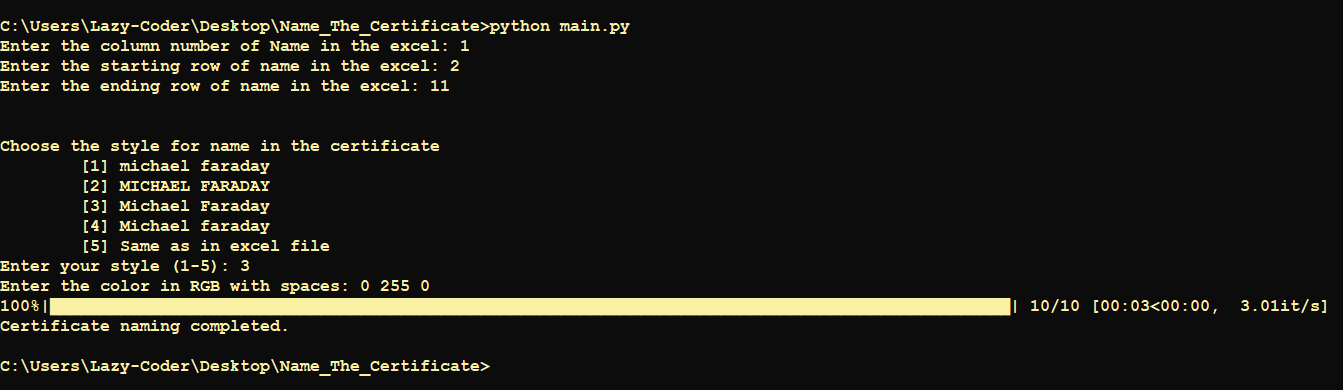 C:\Users\Lazy-Coder\Desktop\Name_The_Certificate>python main.py
Enter the column number of Name in the excel: 1
Enter the starting row of name in the excel: 2
Enter the ending row of name in the excel: 11
Choose the style for name in the certificate
[1] michael faraday
[2] MICHAEL FARADAY
[3] Michael Faraday
[4] Michael faraday
[5] Same as in excel file
Enter your style (1-5): 3
Enter the color in RGB with spaces: 0 255 0
100%|██████████| 10/10 [00:03<00:00, 3.01it/s]
Certificate naming completed.
C:\Users\Lazy-Coder\Desktop\Name_The_Certificate>